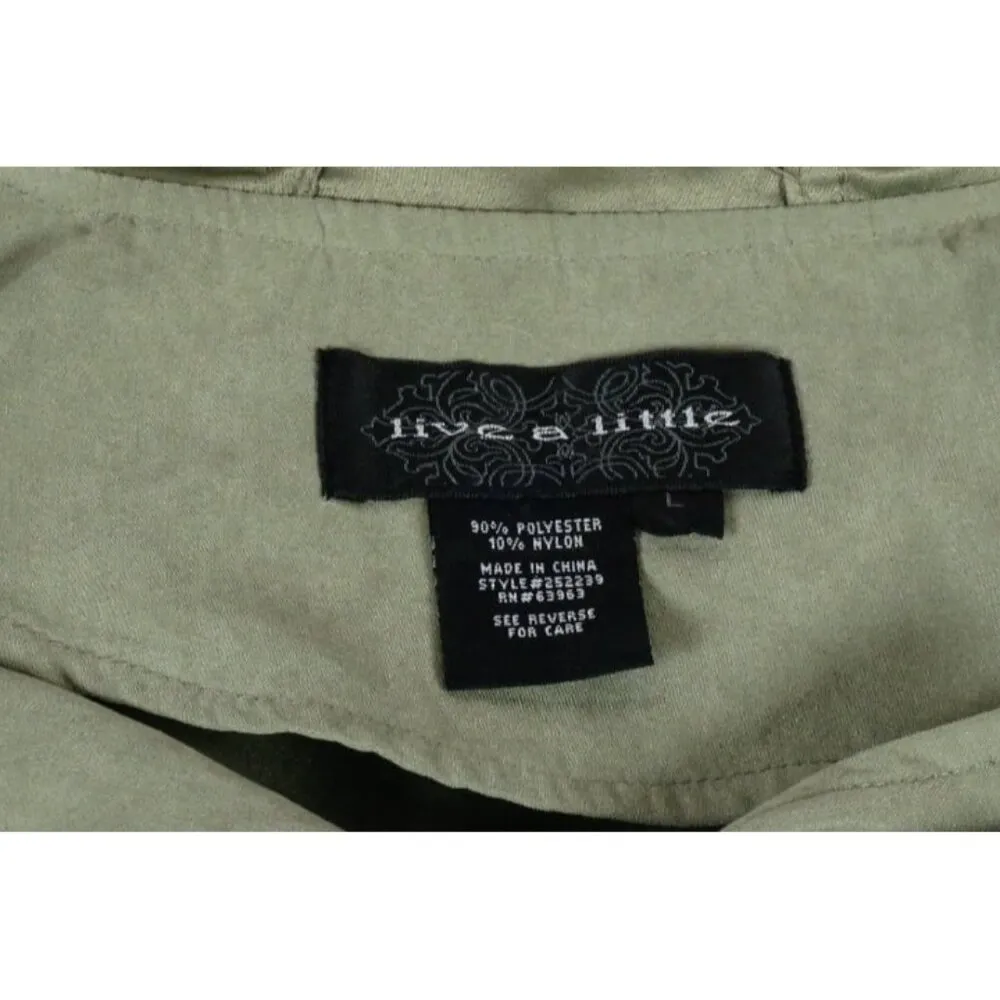 live a little
L
90% POLYESTER
10% NYLON
MADE IN CHINA
STYLE#252239
RN#63963
SEE REVERSE
FOR CARE